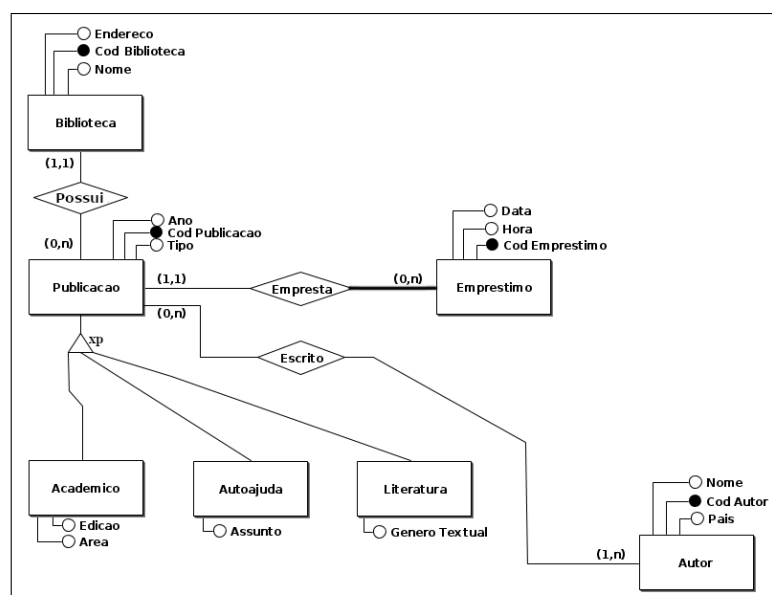 Endereco
Cod Biblioteca
Nome
Biblioteca
(1,1)
Possui
(0,n)
Ano
Cod Publicacao
Tipo
Publicacao
(1,1)
(0,n)
Empresta
(0,n)
Data
Hora
Cod Emprestimo
Emprestimo
Escrito
xp
Academico
Edicao
Area
Autoajuda
Assunto
Literatura
Genero Textual
Nome
Cod Autor
Pais
(1,n)
Autor